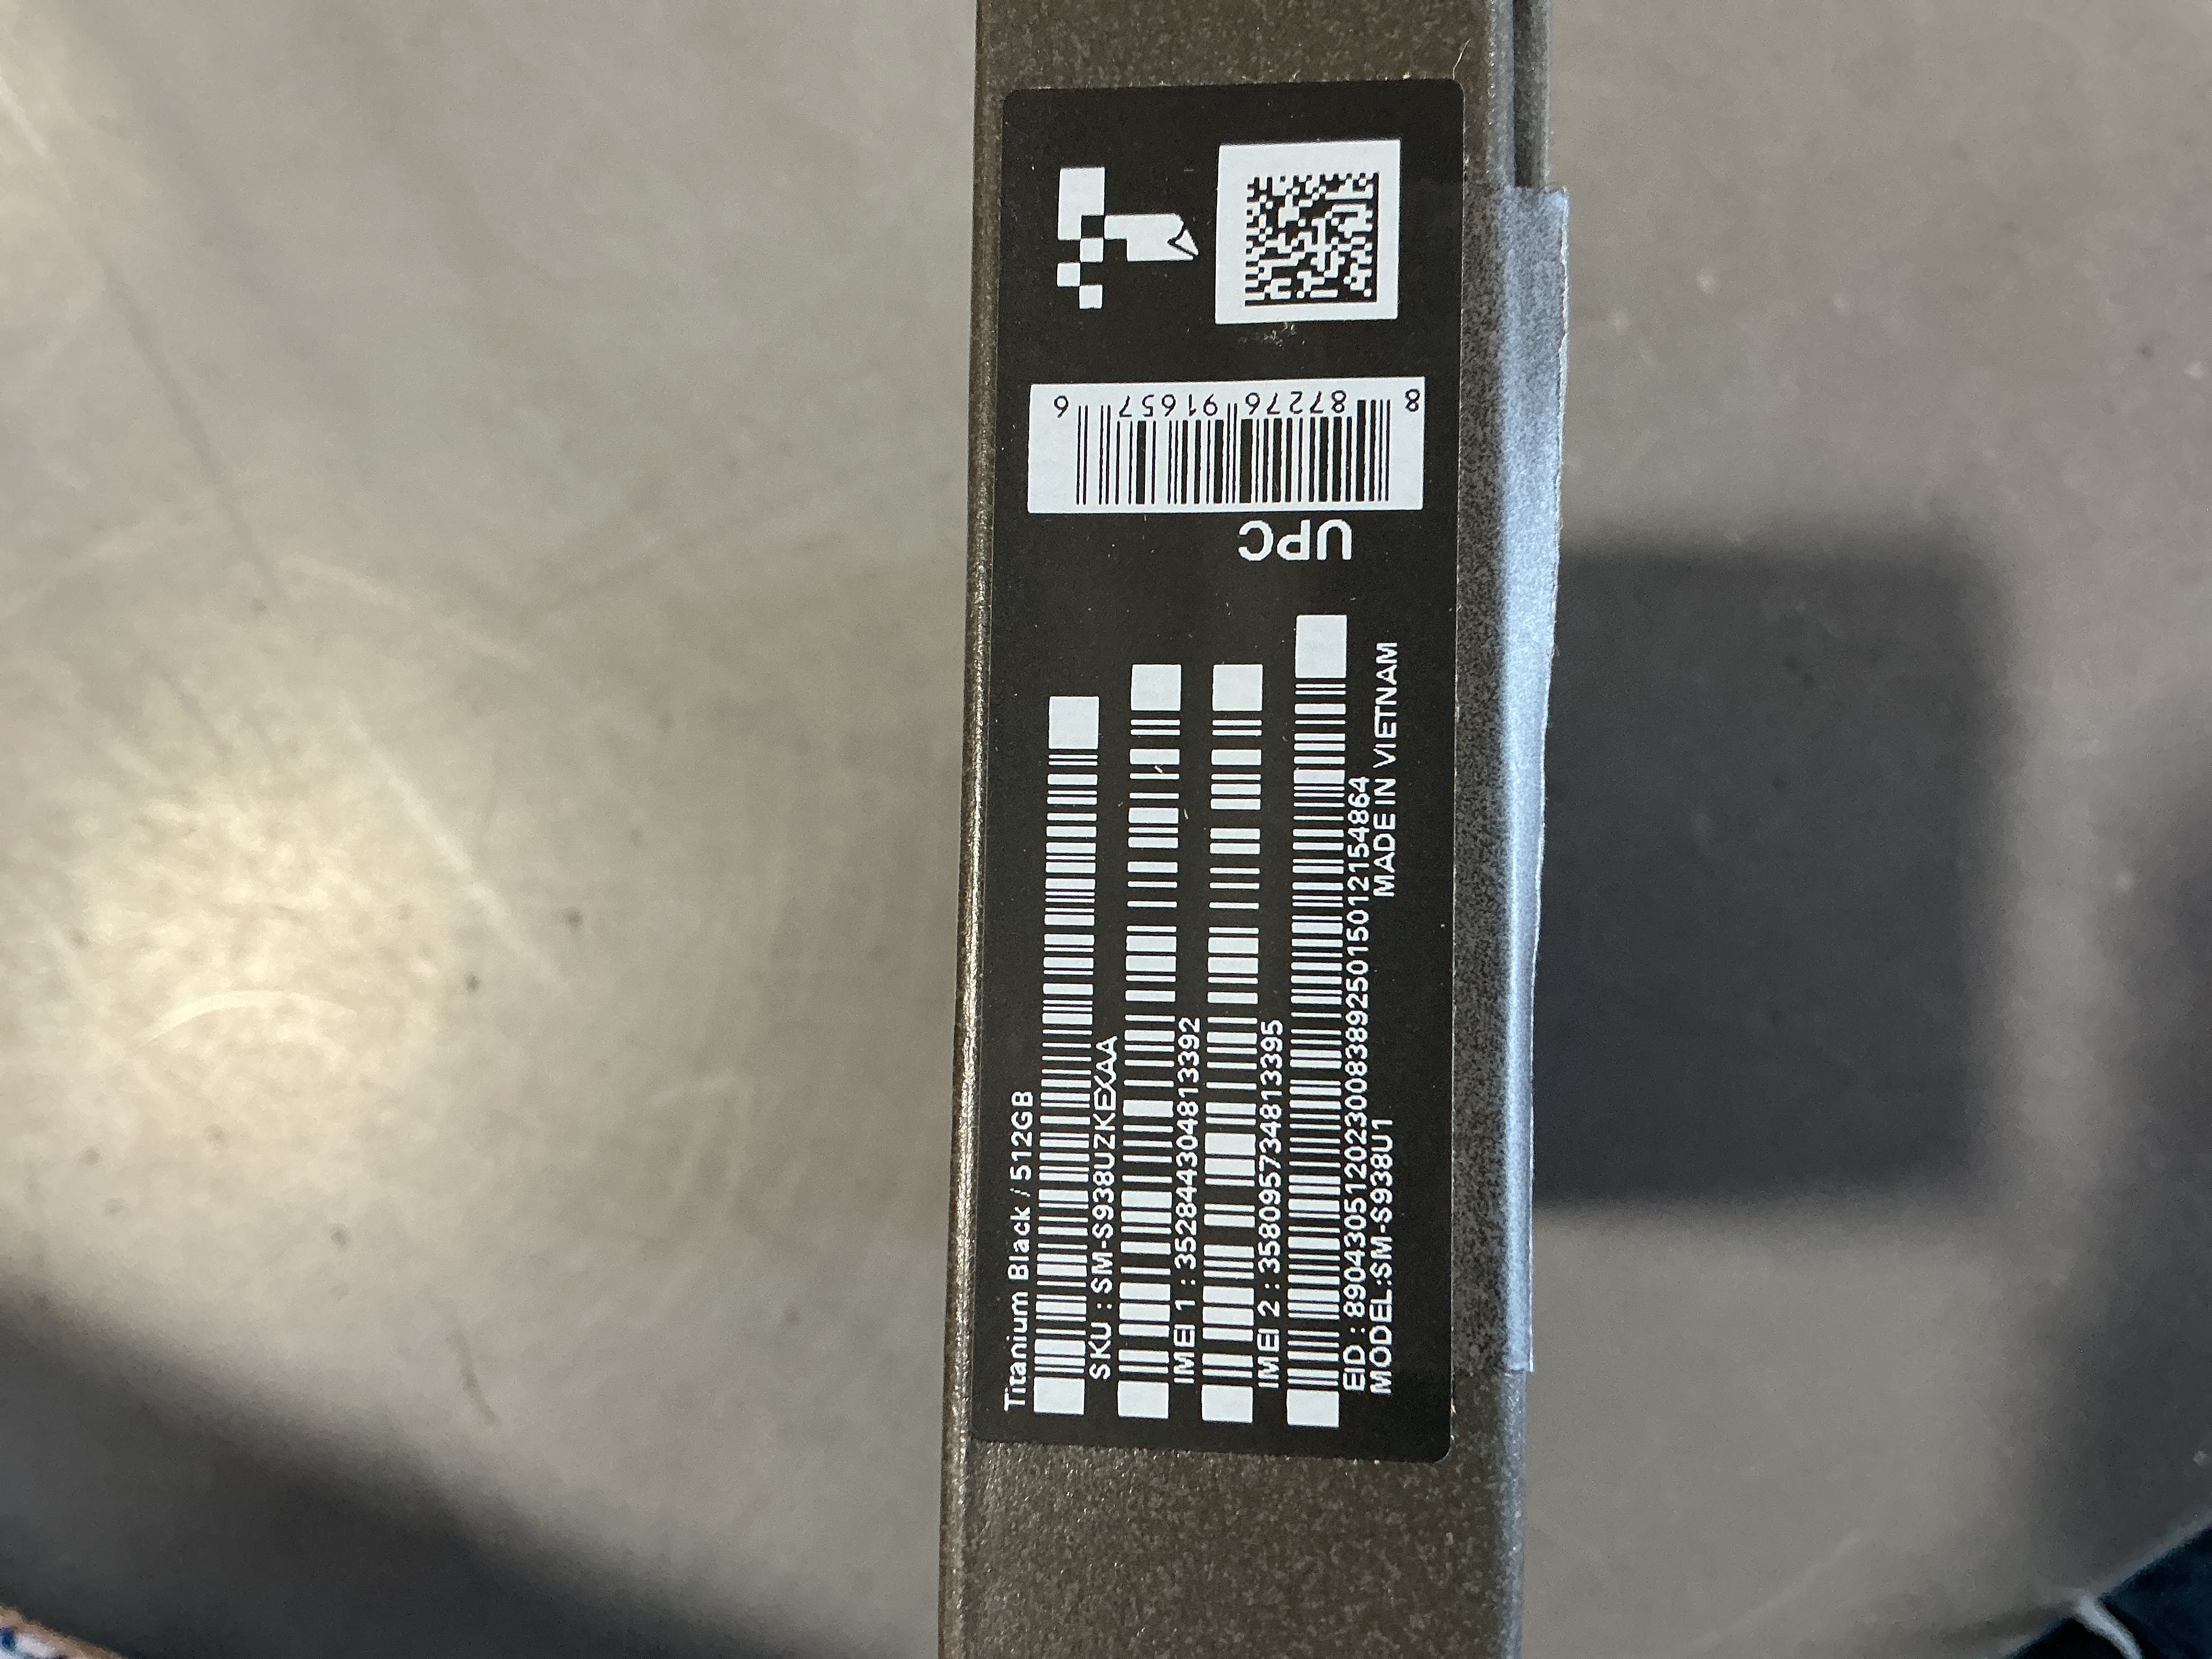 Titanium Black / 512GB
SKU : SM-S938UZKEXAA
IMEI 1 : 352844304813392
IMEI 2 : 358095734813395
EID : 89043051202300838925015012154864
MODEL:SM-S938U1
MADE IN VIETNAM
UPC
8 87276 91657 6